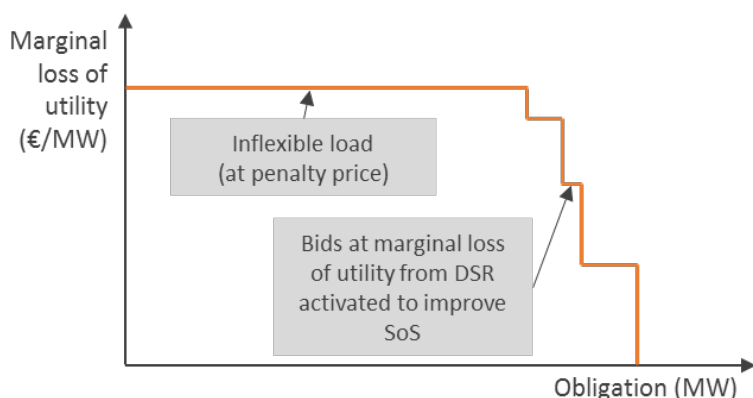 Marginal
loss of
utility
(€/MW)
Inflexible load
(at penalty price)
Bids at marginal loss
of utility from DSR
activated to improve
SoS
Obligation (MW)